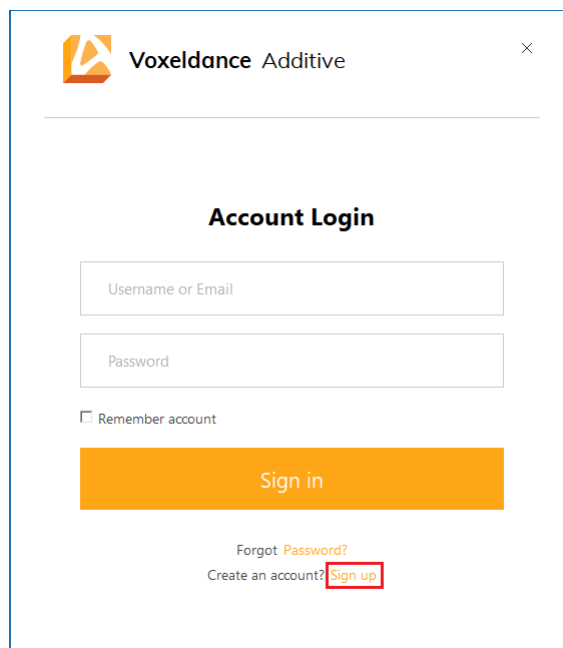 Voxeldance Additive
Account Login
Username or Email
Password
Remember account
Sign in
Forgot Password?
Create an account? Sign up